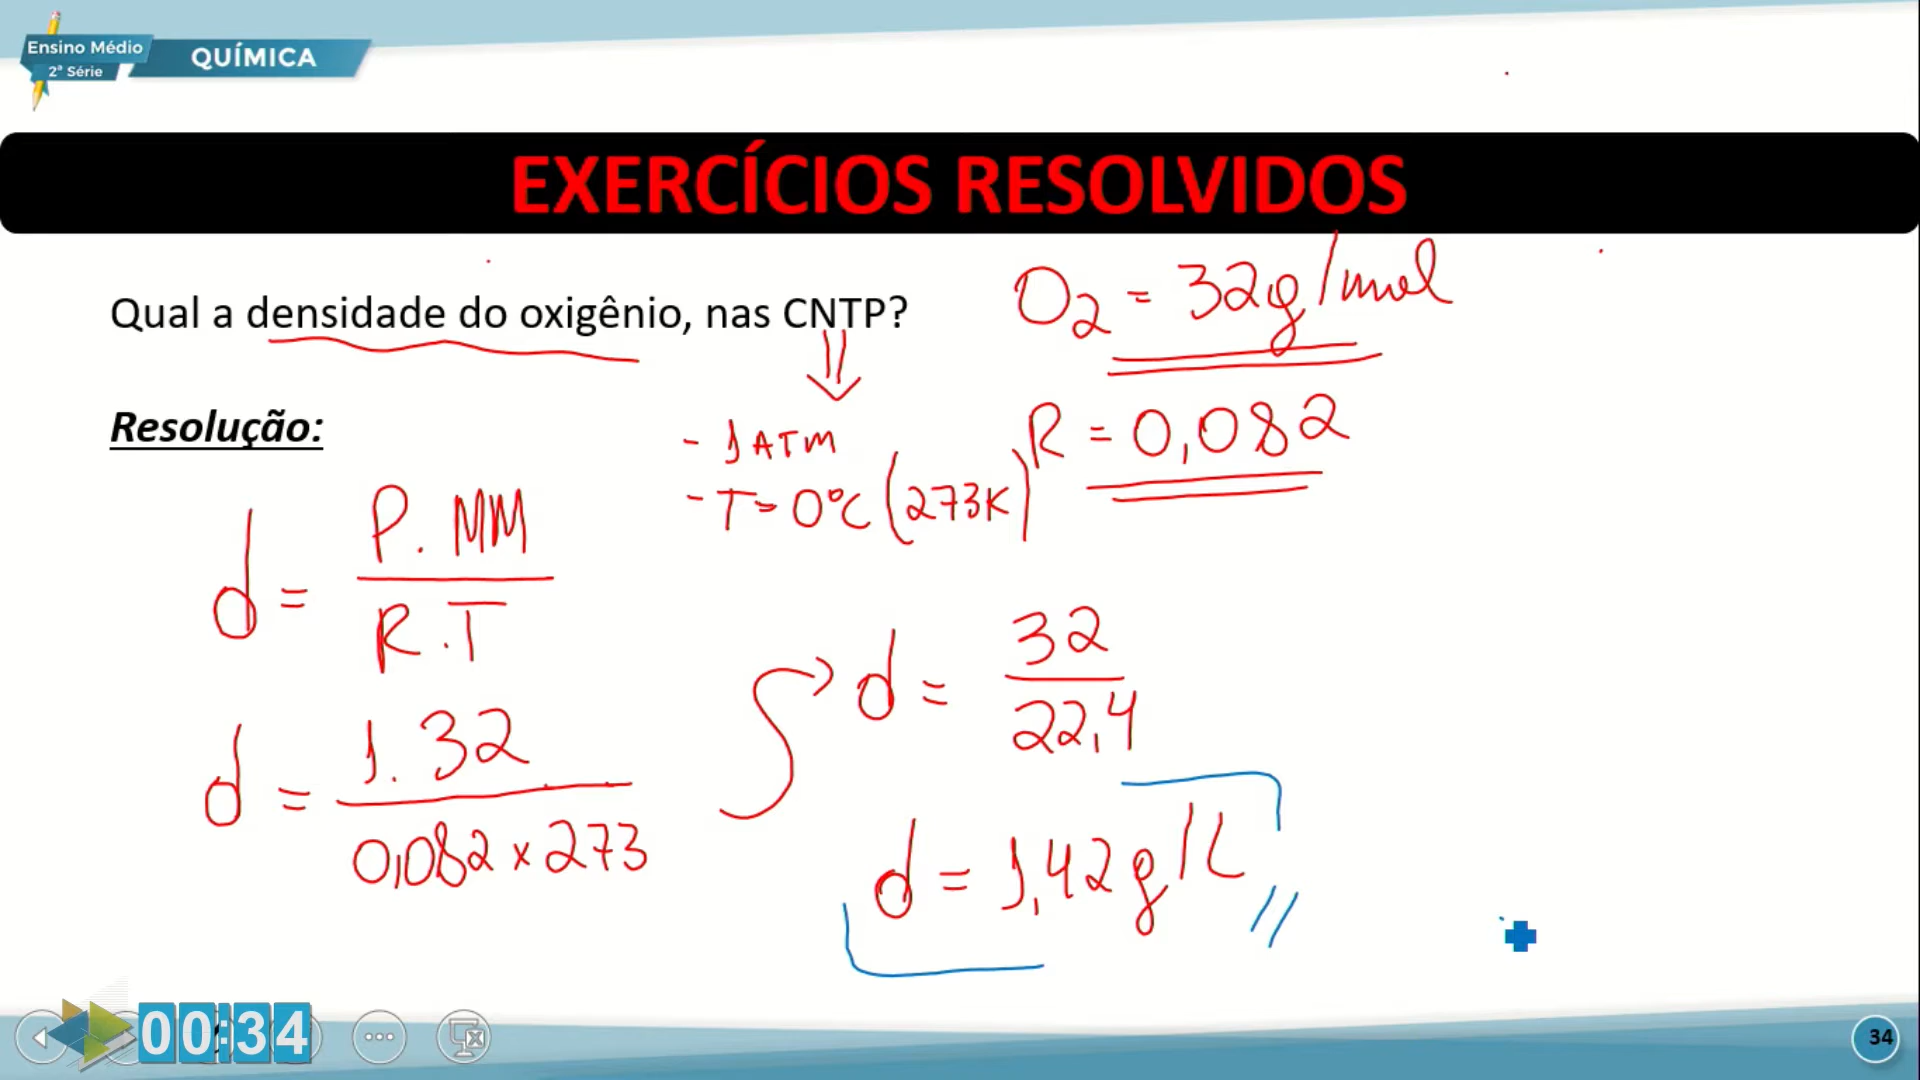 Ensino Médio
2ª Série
QUÍMICA
EXERCÍCIOS RESOLVIDOS
Qual a densidade do oxigênio, nas CNTP?
O2 = 32g/mol
Resolução:
- 1 ATM
R = 0,082
- T = 0°C (273K)
d = P. MM / R.T
d = 1. 32 / 0,082 x 273
d = 32 / 22,4
d = 1,42g/L //
00:34
34